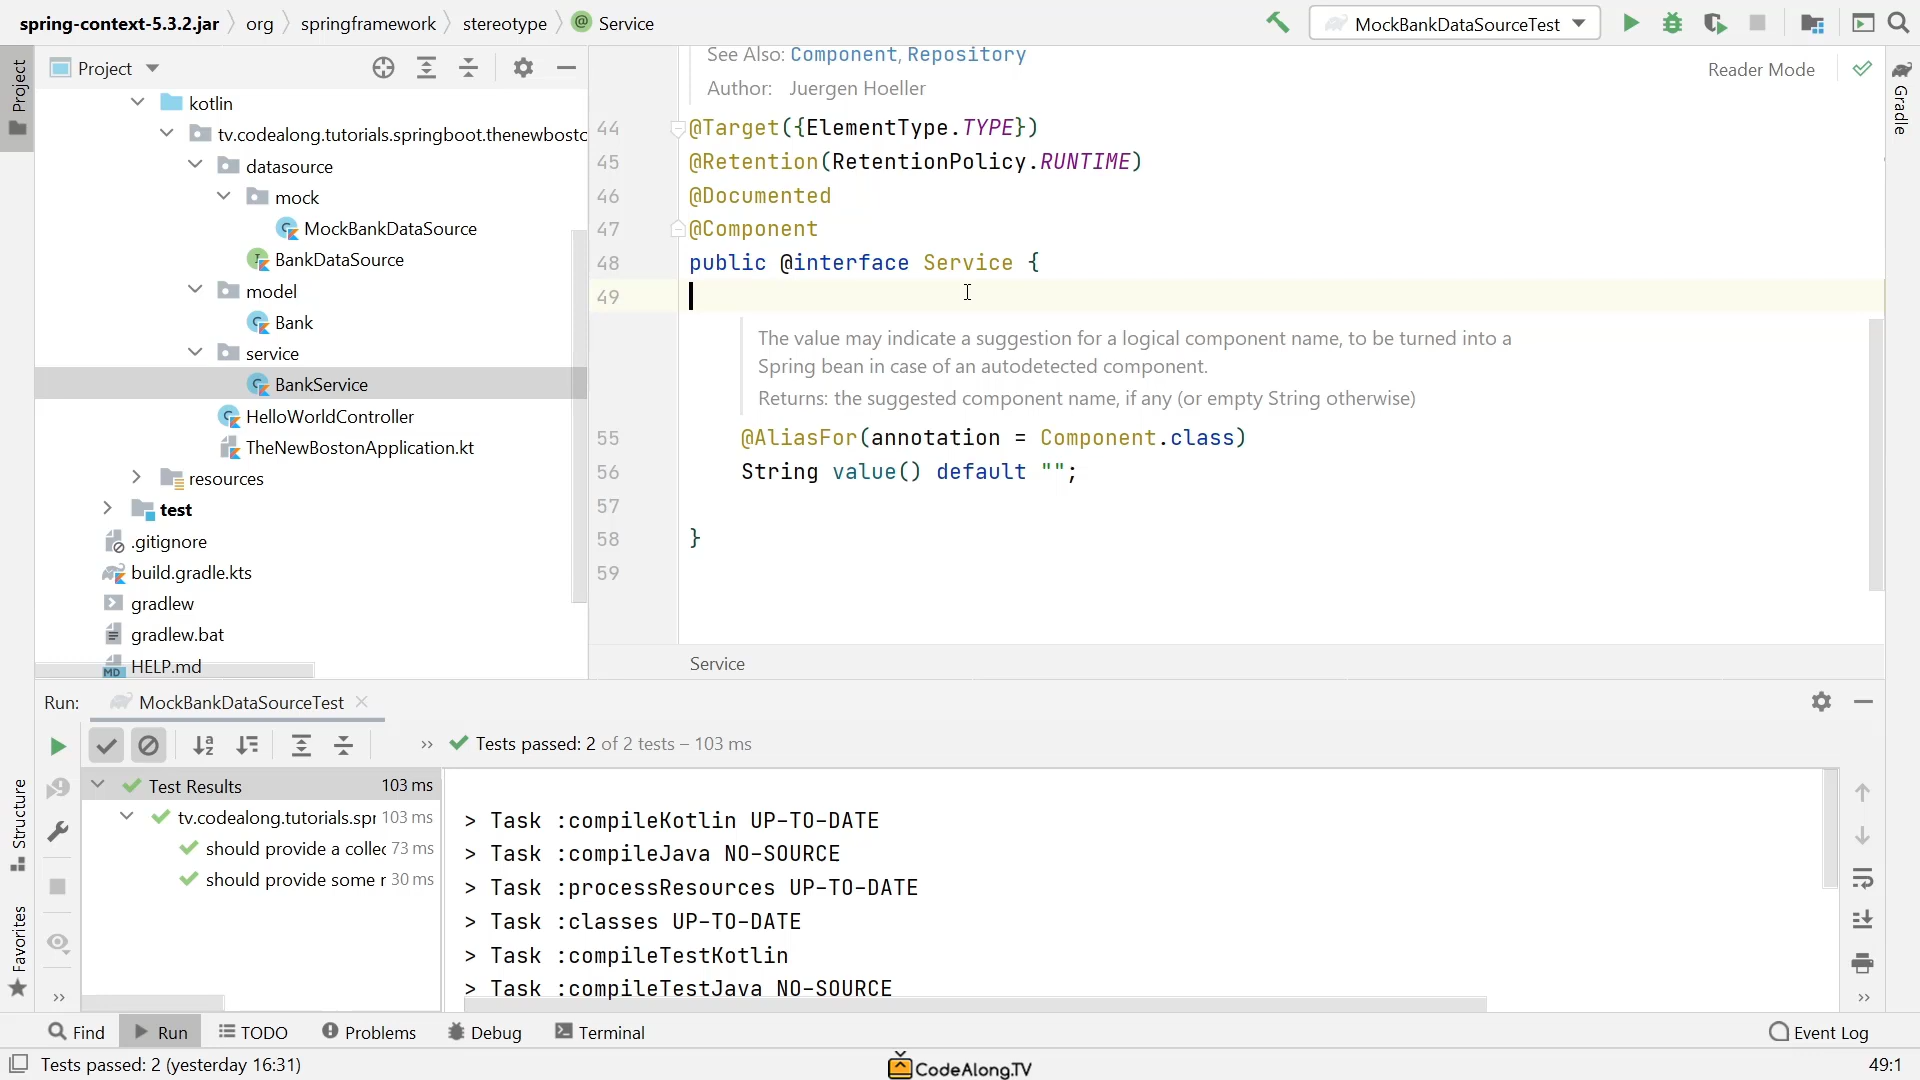 spring-context-5.3.2.jar org springframework stereotype Service
MockBankDataSourceTest
Project
Project
kotlin
tv.codealong.tutorials.springboot.thenewbosto
datasource
mock
MockBankDataSource
BankDataSource
model
Bank
service
BankService
HelloWorldController
TheNewBostonApplication.kt
resources
test
.gitignore
build.gradle.kts
gradlew
gradlew.bat
HELP.md
See Also: Component, Repository
Author: Juergen Hoeller
Reader Mode
Gradle
44 @Target({ElementType.TYPE})
45 @Retention(RetentionPolicy.RUNTIME)
46 @Documented
47 @Component
48 public @interface Service {
49
The value may indicate a suggestion for a logical component name, to be turned into a
Spring bean in case of an autodetected component.
Returns: the suggested component name, if any (or empty String otherwise)
55 @AliasFor(annotation = Component.class)
56 String value() default "";
57
58 }
59
Service
Run: MockBankDataSourceTest
Tests passed: 2 of 2 tests – 103 ms
Test Results 103 ms
tv.codealong.tutorials.spr 103 ms
should provide a collec 73 ms
should provide some r 30 ms
> Task :compileKotlin UP-TO-DATE
> Task :compileJava NO-SOURCE
> Task :processResources UP-TO-DATE
> Task :classes UP-TO-DATE
> Task :compileTestKotlin
> Task :compileTestJava NO-SOURCE
Structure
Favorites
Find Run TODO Problems Debug Terminal Event Log
Tests passed: 2 (yesterday 16:31)
CodeAlong.TV
49:1